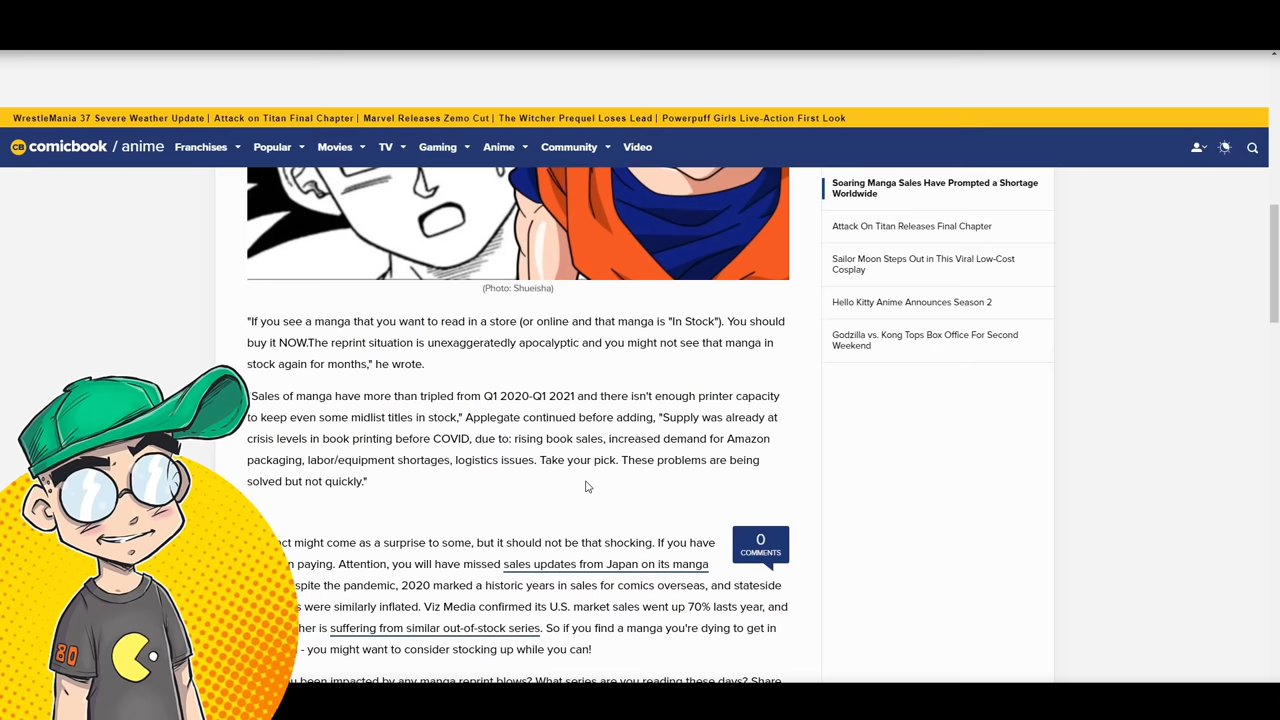 WrestleMania 37 Severe Weather Update | Attack on Titan Final Chapter | Marvel Releases Zemo Cut | The Witcher Prequel Loses Lead | Powerpuff Girls Live-Action First Look
CB comicbook / anime Franchises Popular Movies TV Gaming Anime Community Video
(Photo: Shueisha)
"If you see a manga that you want to read in a store (or online and that manga is "In Stock"). You should
buy it NOW.The reprint situation is unexaggeratedly apocalyptic and you might not see that manga in
stock again for months," he wrote.
Sales of manga have more than tripled from Q1 2020-Q1 2021 and there isn't enough printer capacity
to keep even some midlist titles in stock," Applegate continued before adding, "Supply was already at
crisis levels in book printing before COVID, due to: rising book sales, increased demand for Amazon
packaging, labor/equipment shortages, logistics issues. Take your pick. These problems are being
solved but not quickly."
might come as a surprise to some, but it should not be that shocking. If you have
paying. Attention, you will have missed sales updates from Japan on its manga
the pandemic, 2020 marked a historic years in sales for comics overseas, and stateside
were similarly inflated. Viz Media confirmed its U.S. market sales went up 70% lasts year, and
is suffering from similar out-of-stock series. So if you find a manga you're dying to get in
- you might want to consider stocking up while you can!
been impacted by any manga reprint blows? What series are you reading these days? Share
0
COMMENTS
Soaring Manga Sales Have Prompted a Shortage
Worldwide
Attack On Titan Releases Final Chapter
Sailor Moon Steps Out in This Viral Low-Cost
Cosplay
Hello Kitty Anime Announces Season 2
Godzilla vs. Kong Tops Box Office For Second
Weekend
80